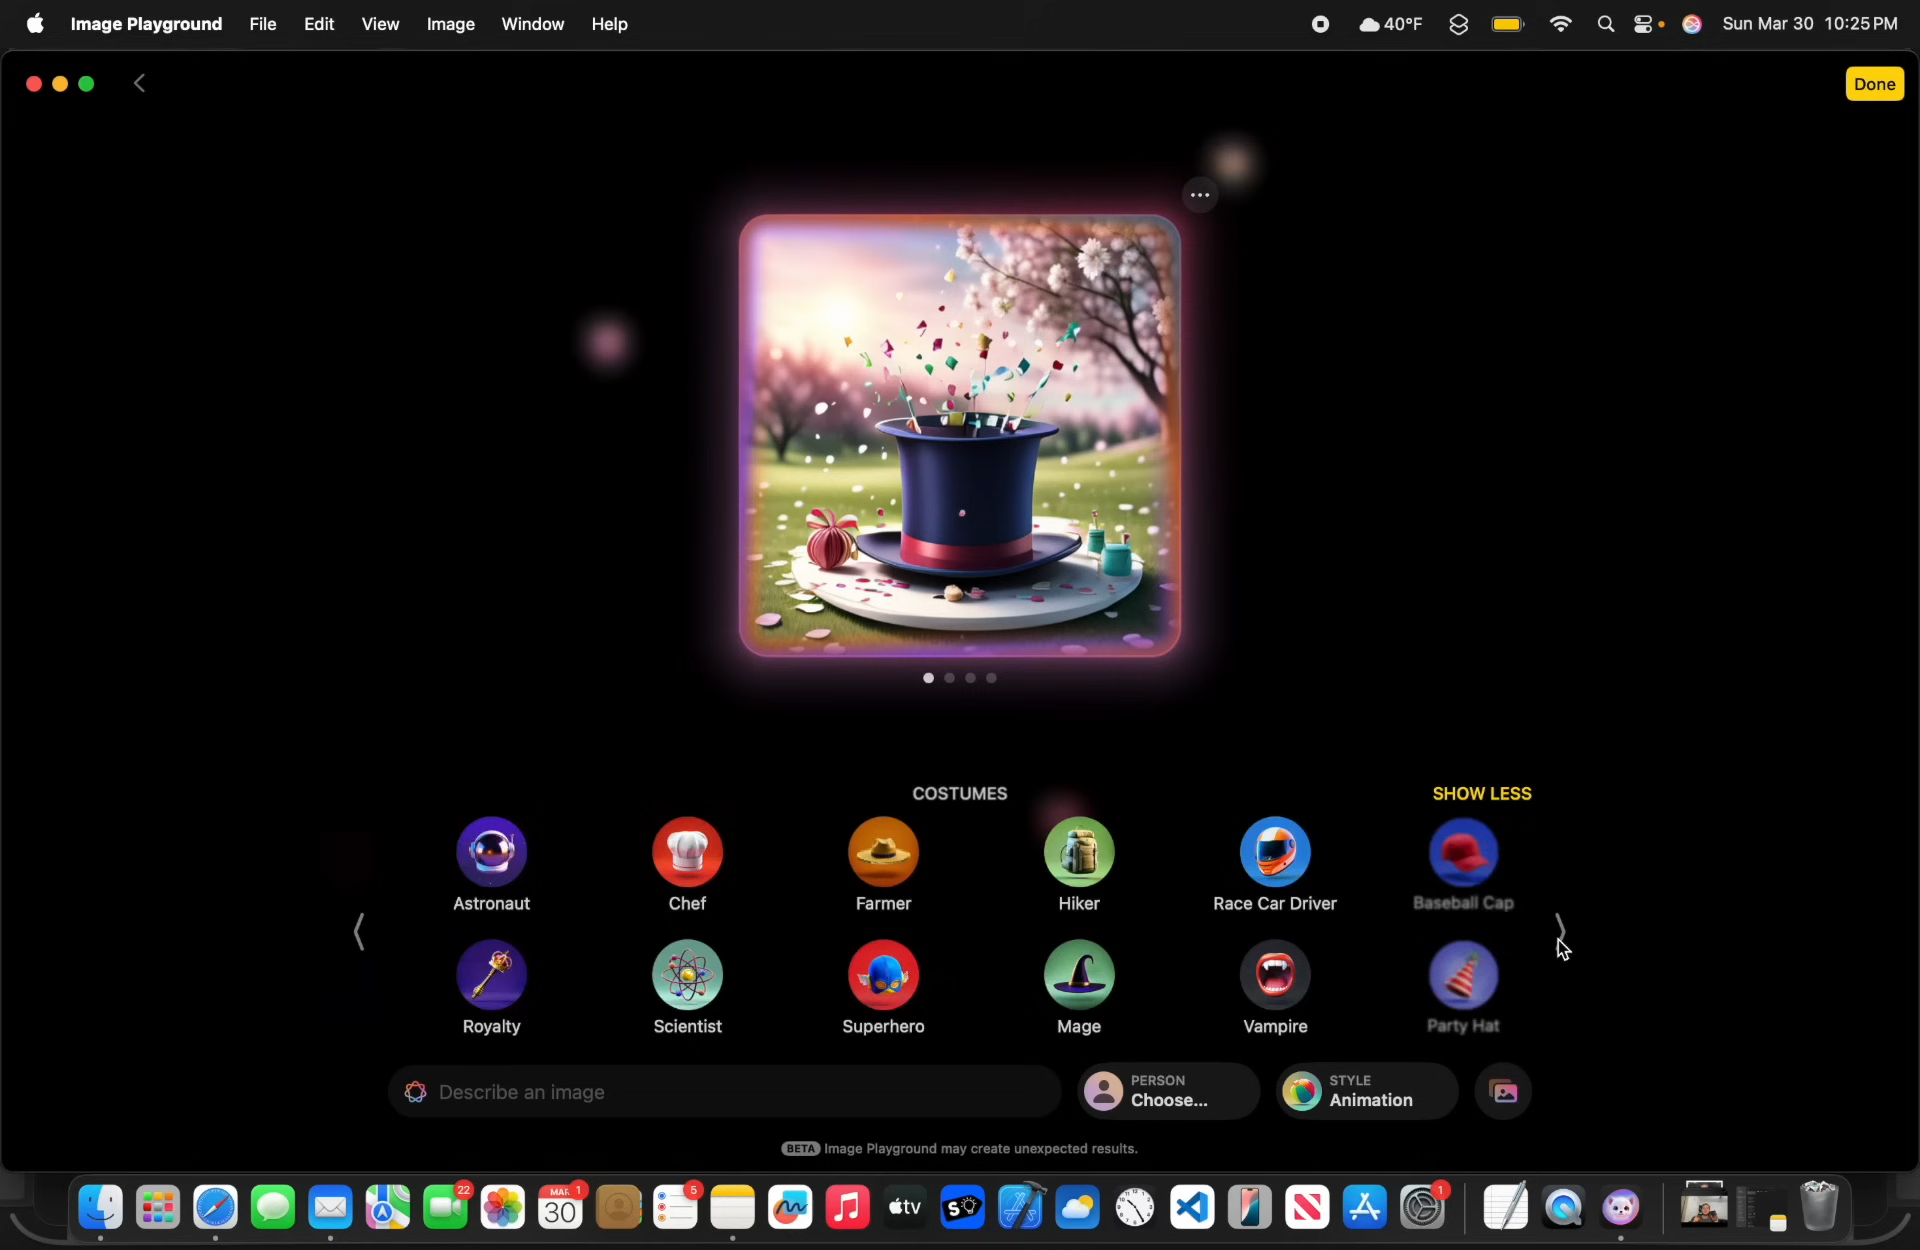 Image Playground File Edit View Image Window Help 40°F Sun Mar 30 10:25 PM
Done
COSTUMES SHOW LESS
Astronaut Chef Farmer Hiker Race Car Driver Baseball Cap
Royalty Scientist Superhero Mage Vampire Party Hat
PERSON STYLE
Describe an image Choose... Animation
BETA Image Playground may create unexpected results.
22 MAR 1 5 1
30 tv S